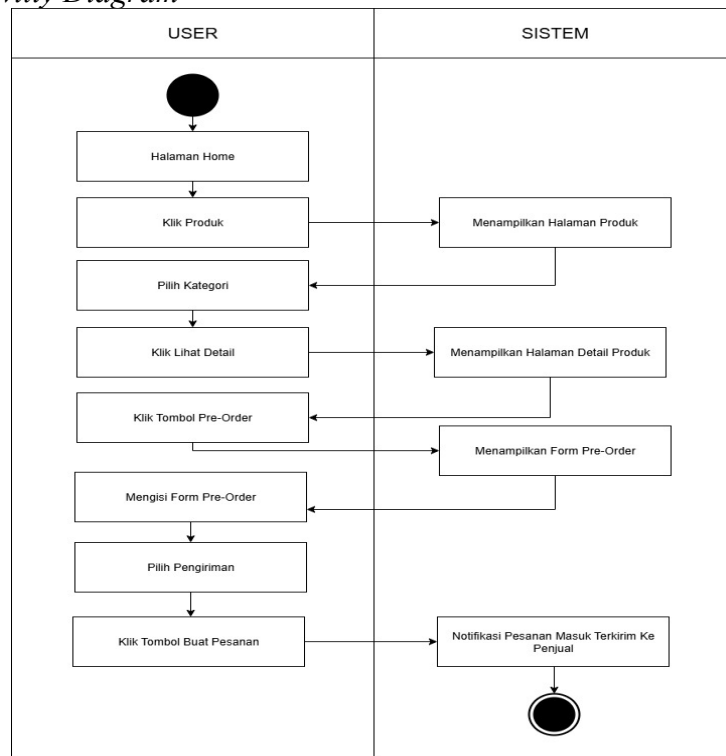 Diagram
USER
SISTEM
Halaman Home
Klik Produk
Menampilkan Halaman Produk
Pilih Kategori
Klik Lihat Detail
Menampilkan Halaman Detail Produk
Klik Tombol Pre-Order
Menampilkan Form Pre-Order
Mengisi Form Pre-Order
Pilih Pengiriman
Klik Tombol Buat Pesanan
Notifikasi Pesanan Masuk Terkirim Ke
Penjual